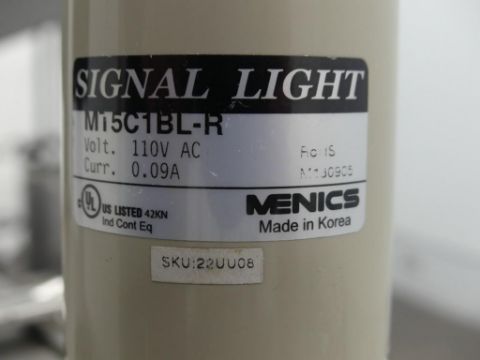 SIGNAL LIGHT
MT5C1BL-R
Volt. 110V AC
Curr. 0.09A
RoHS
c UL US LISTED 42KN
Ind Cont Eq
MENICS
Made in Korea
SKU:22UU08